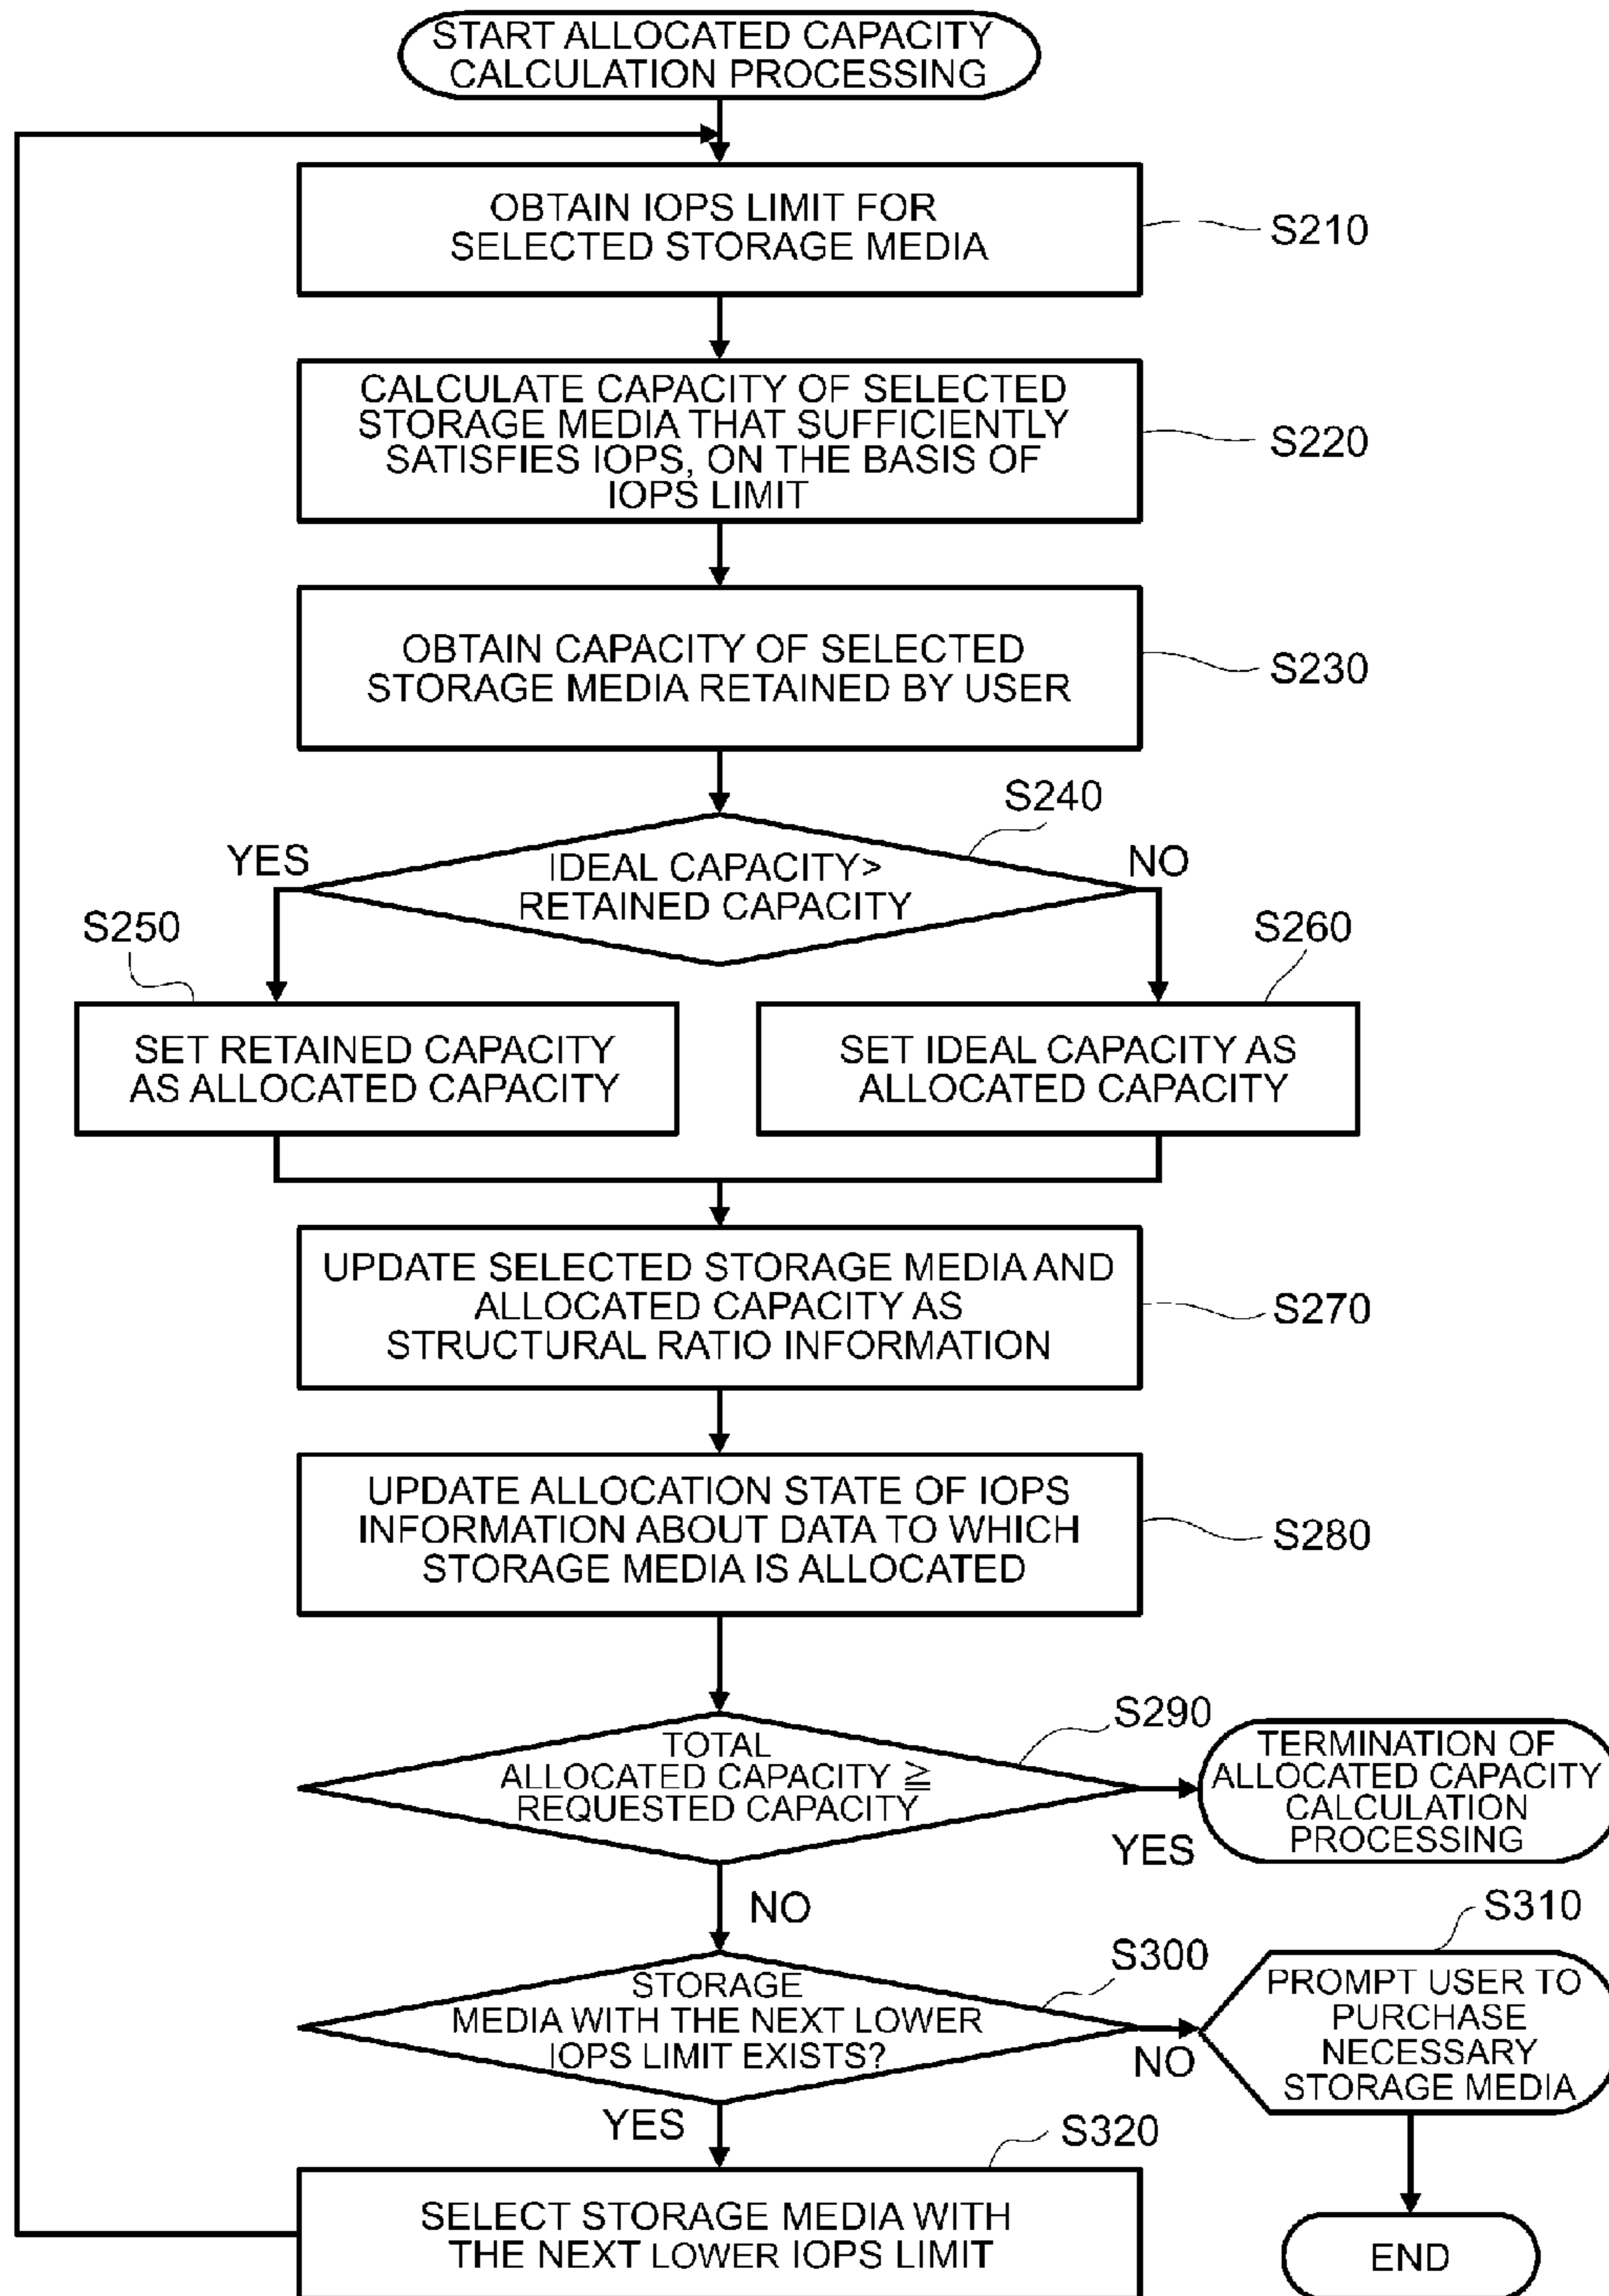 START ALLOCATED CAPACITY
CALCULATION PROCESSING
OBTAIN IOPS LIMIT FOR
SELECTED STORAGE MEDIA
S210
CALCULATE CAPACITY OF SELECTED
STORAGE MEDIA THAT SUFFICIENTLY
SATISFIES IOPS, ON THE BASIS OF
IOPS LIMIT
S220
OBTAIN CAPACITY OF SELECTED
STORAGE MEDIA RETAINED BY USER
S230
S240
YES
IDEAL CAPACITY>
RETAINED CAPACITY
NO
S250
SET RETAINED CAPACITY
AS ALLOCATED CAPACITY
S260
SET IDEAL CAPACITY AS
ALLOCATED CAPACITY
UPDATE SELECTED STORAGE MEDIA AND
ALLOCATED CAPACITY AS
STRUCTURAL RATIO INFORMATION
S270
UPDATE ALLOCATION STATE OF IOPS
INFORMATION ABOUT DATA TO WHICH
STORAGE MEDIA IS ALLOCATED
S280
S290
TOTAL
ALLOCATED CAPACITY ≧
REQUESTED CAPACITY
YES
TERMINATION OF
ALLOCATED CAPACITY
CALCULATION
PROCESSING
NO
S300
STORAGE
MEDIA WITH THE NEXT LOWER
IOPS LIMIT EXISTS?
NO
S310
PROMPT USER TO
PURCHASE
NECESSARY
STORAGE MEDIA
YES
S320
SELECT STORAGE MEDIA WITH
THE NEXT LOWER IOPS LIMIT
END